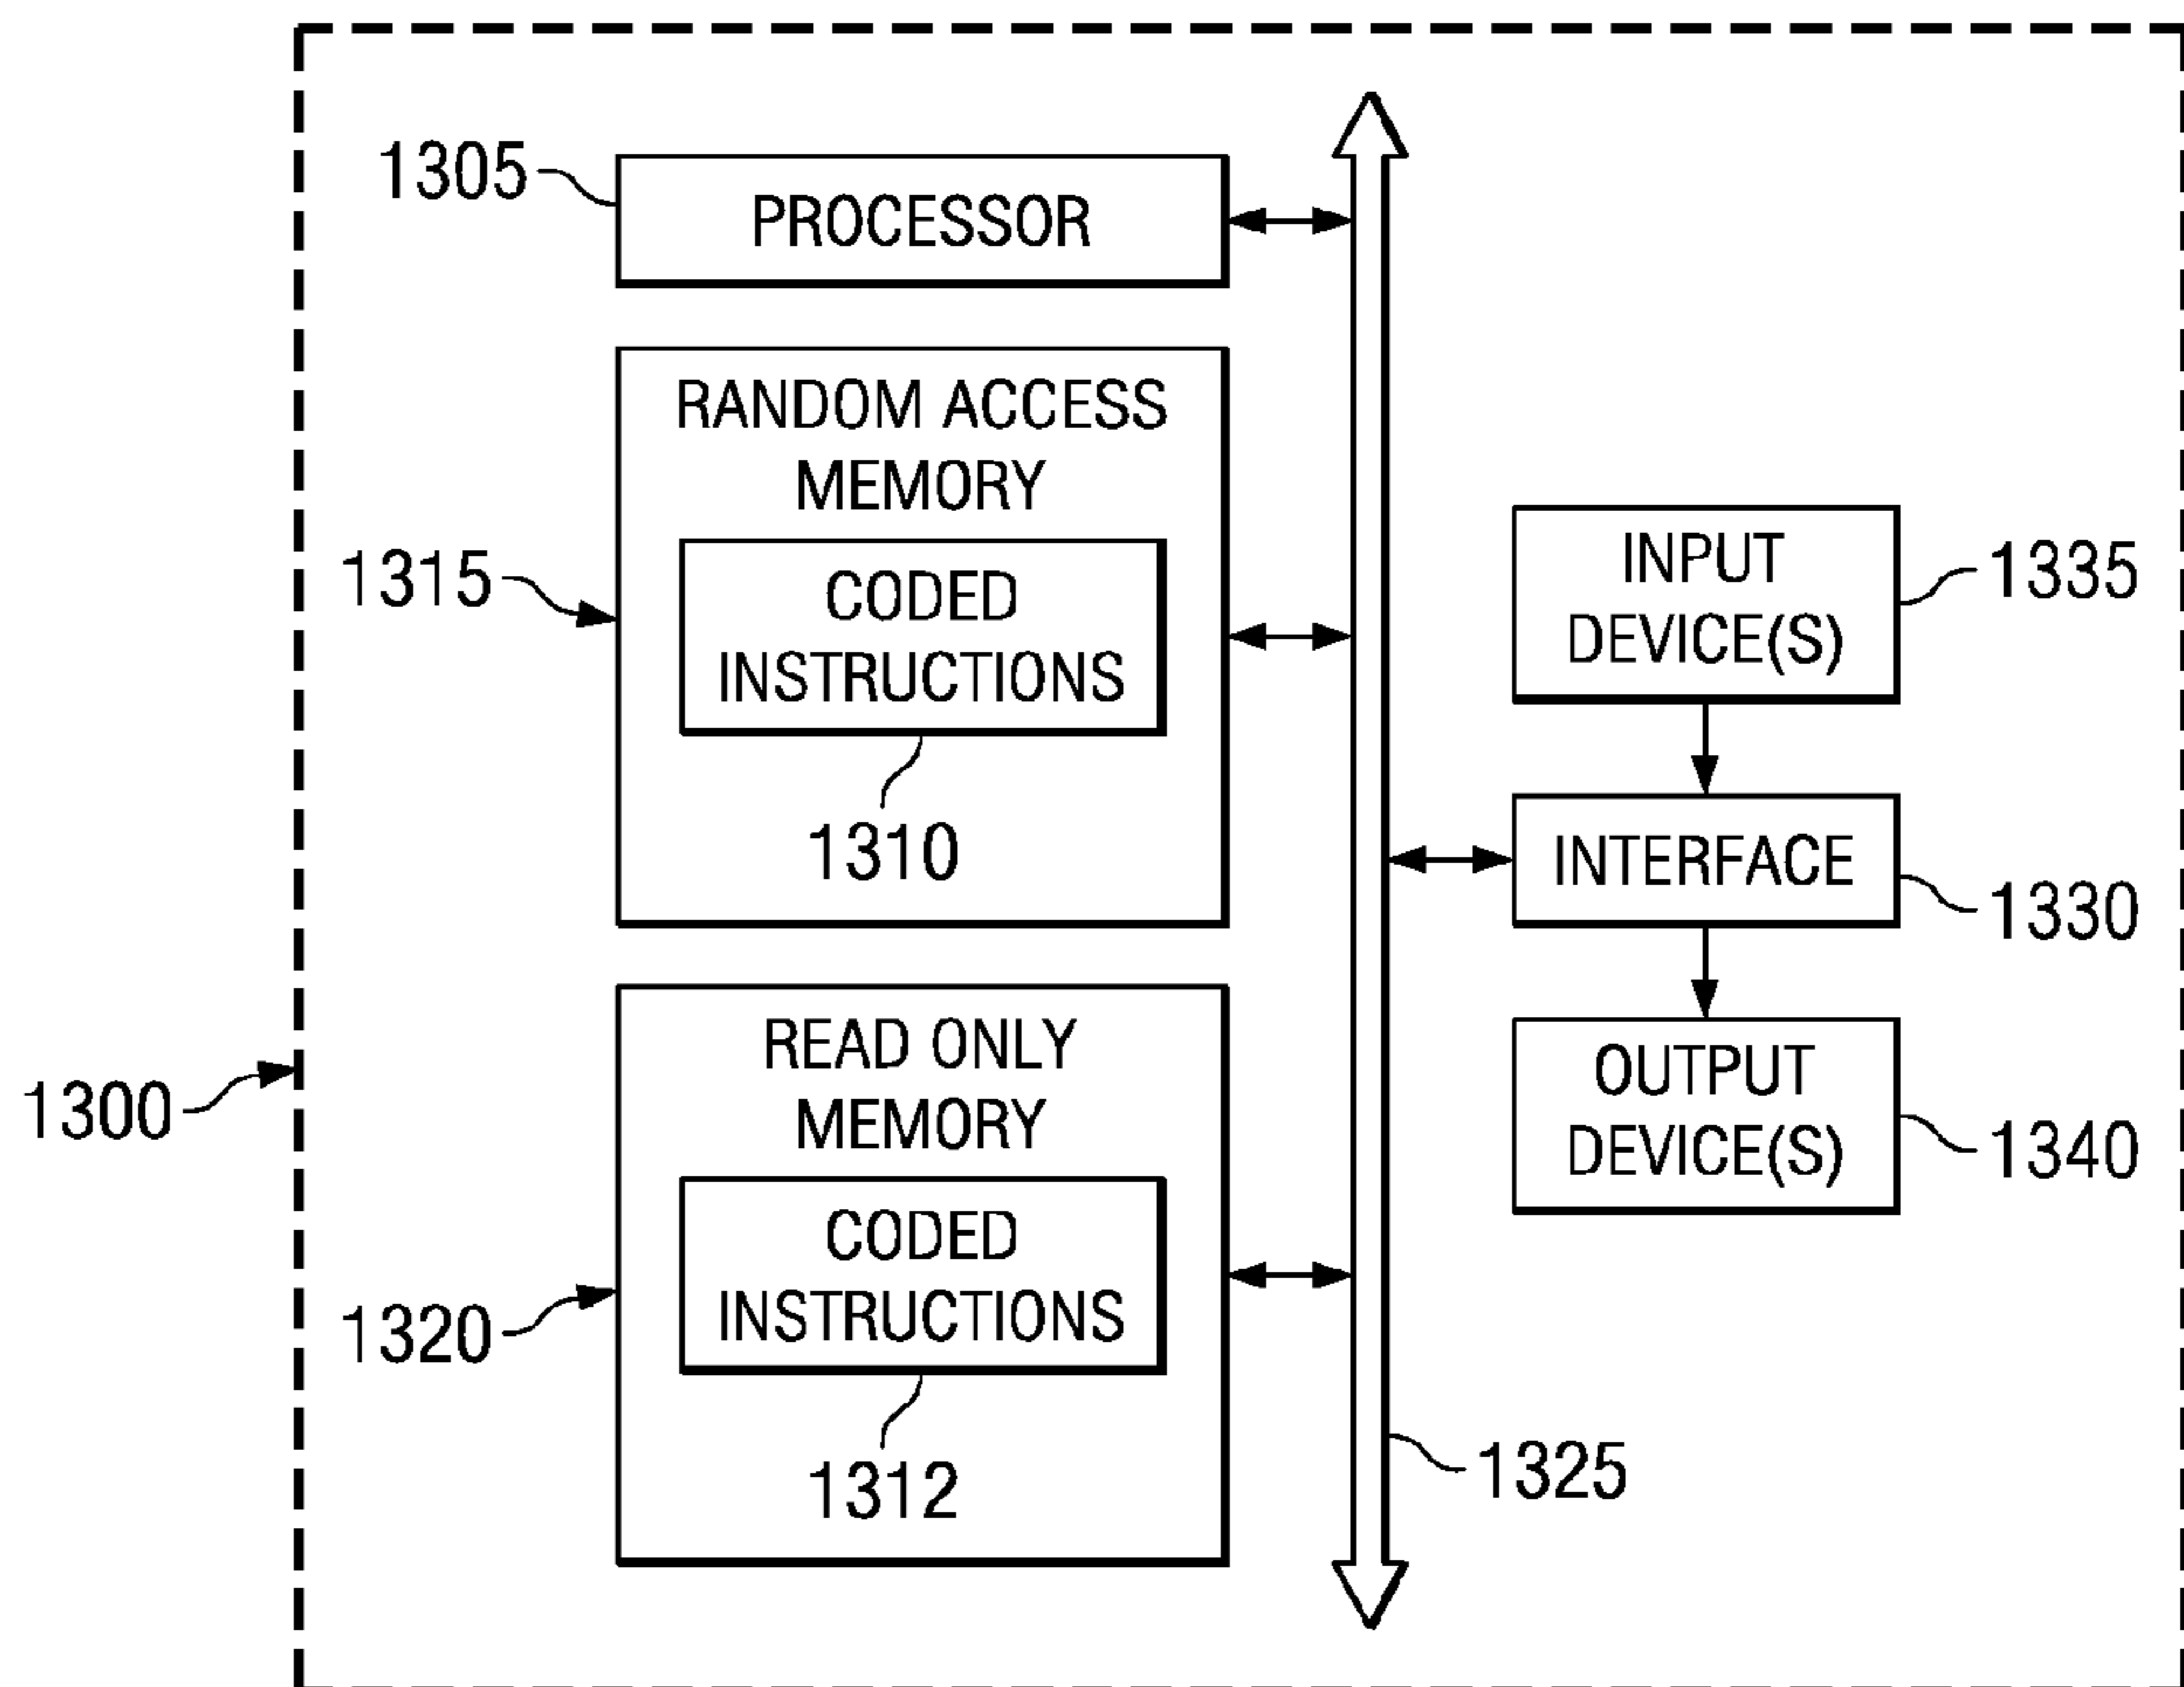 1305
PROCESSOR
RANDOM ACCESS
MEMORY
1315
CODED
INSTRUCTIONS
1310
READ ONLY
MEMORY
1300
1320
CODED
INSTRUCTIONS
1312
INPUT
DEVICE(S)
1335
INTERFACE
1330
OUTPUT
DEVICE(S)
1340
1325